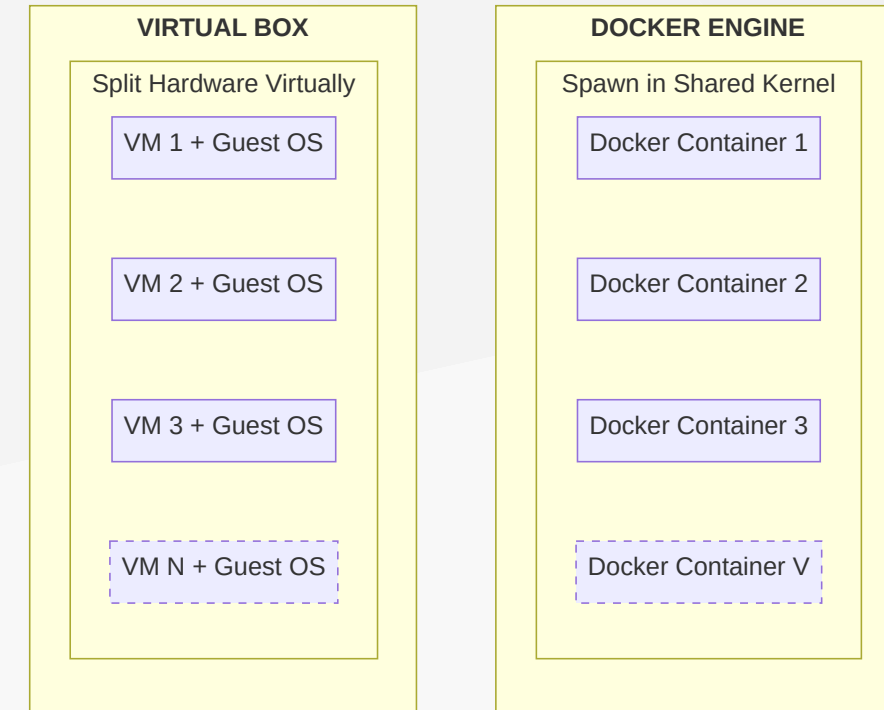 VIRTUAL BOX
Split Hardware Virtually
VM 1 + Guest OS
VM 2 + Guest OS
VM 3 + Guest OS
VM N + Guest OS
DOCKER ENGINE
Spawn in Shared Kernel
Docker Container 1
Docker Container 2
Docker Container 3
Docker Container V